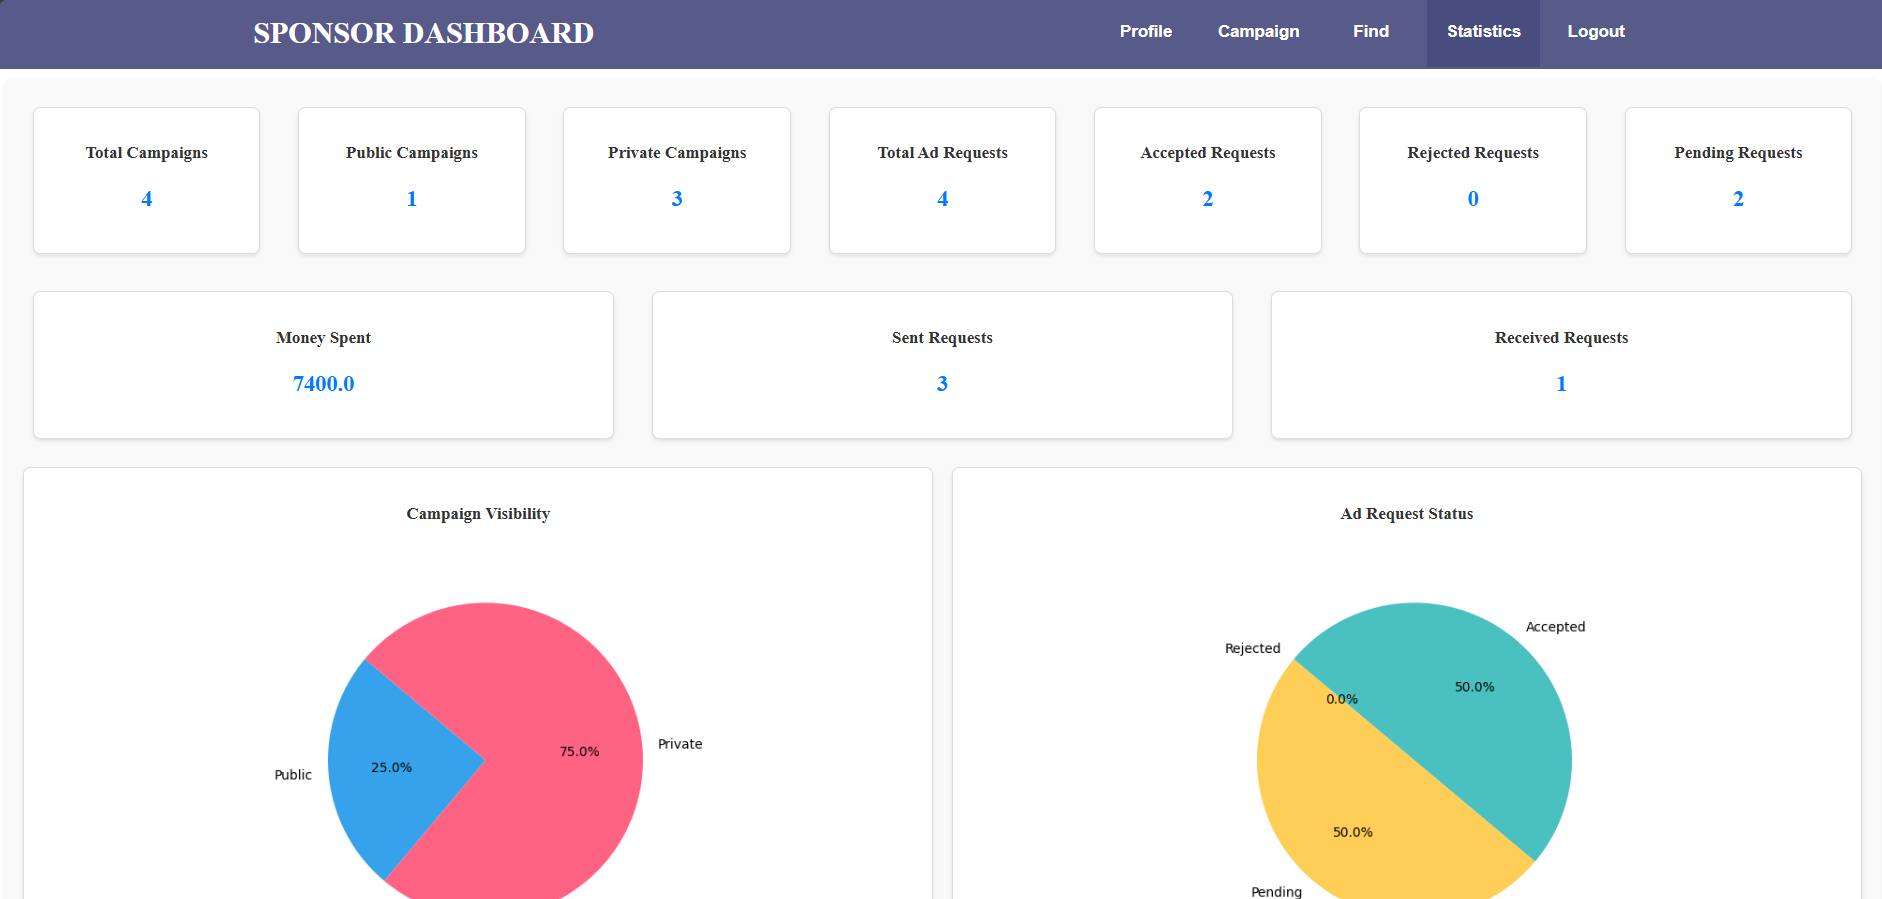 SPONSOR DASHBOARD
Profile Campaign Find Statistics Logout
Total Campaigns Public Campaigns Private Campaigns Total Ad Requests Accepted Requests Rejected Requests Pending Requests
4 1 3 4 2 0 2
Money Spent Sent Requests Received Requests
7400.0 3 1
Campaign Visibility
Private
75.0%
25.0%
Public
Ad Request Status
Accepted
Rejected
50.0%
0.0%
50.0%
Pending